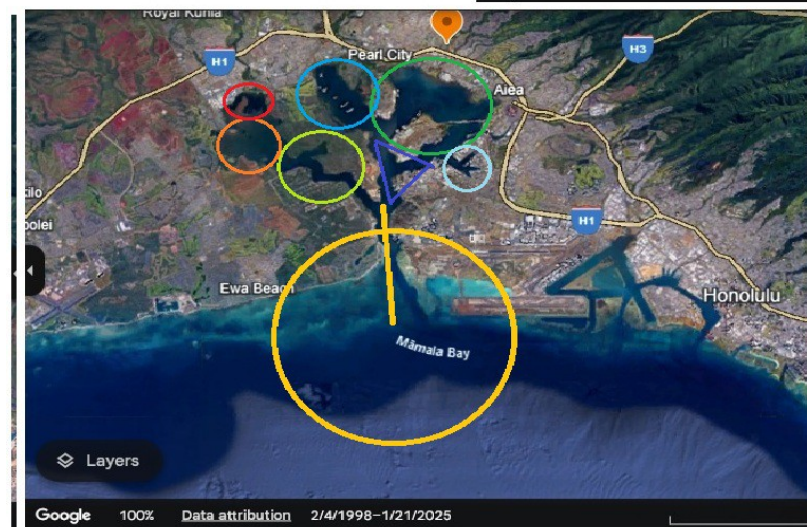 Royal Kunia
H1
Pearl City
H3
Aiea
H1
Ewa Beach
Honolulu
Māmala Bay
Layers
Google 100% Data attribution 2/4/1998–1/21/2025